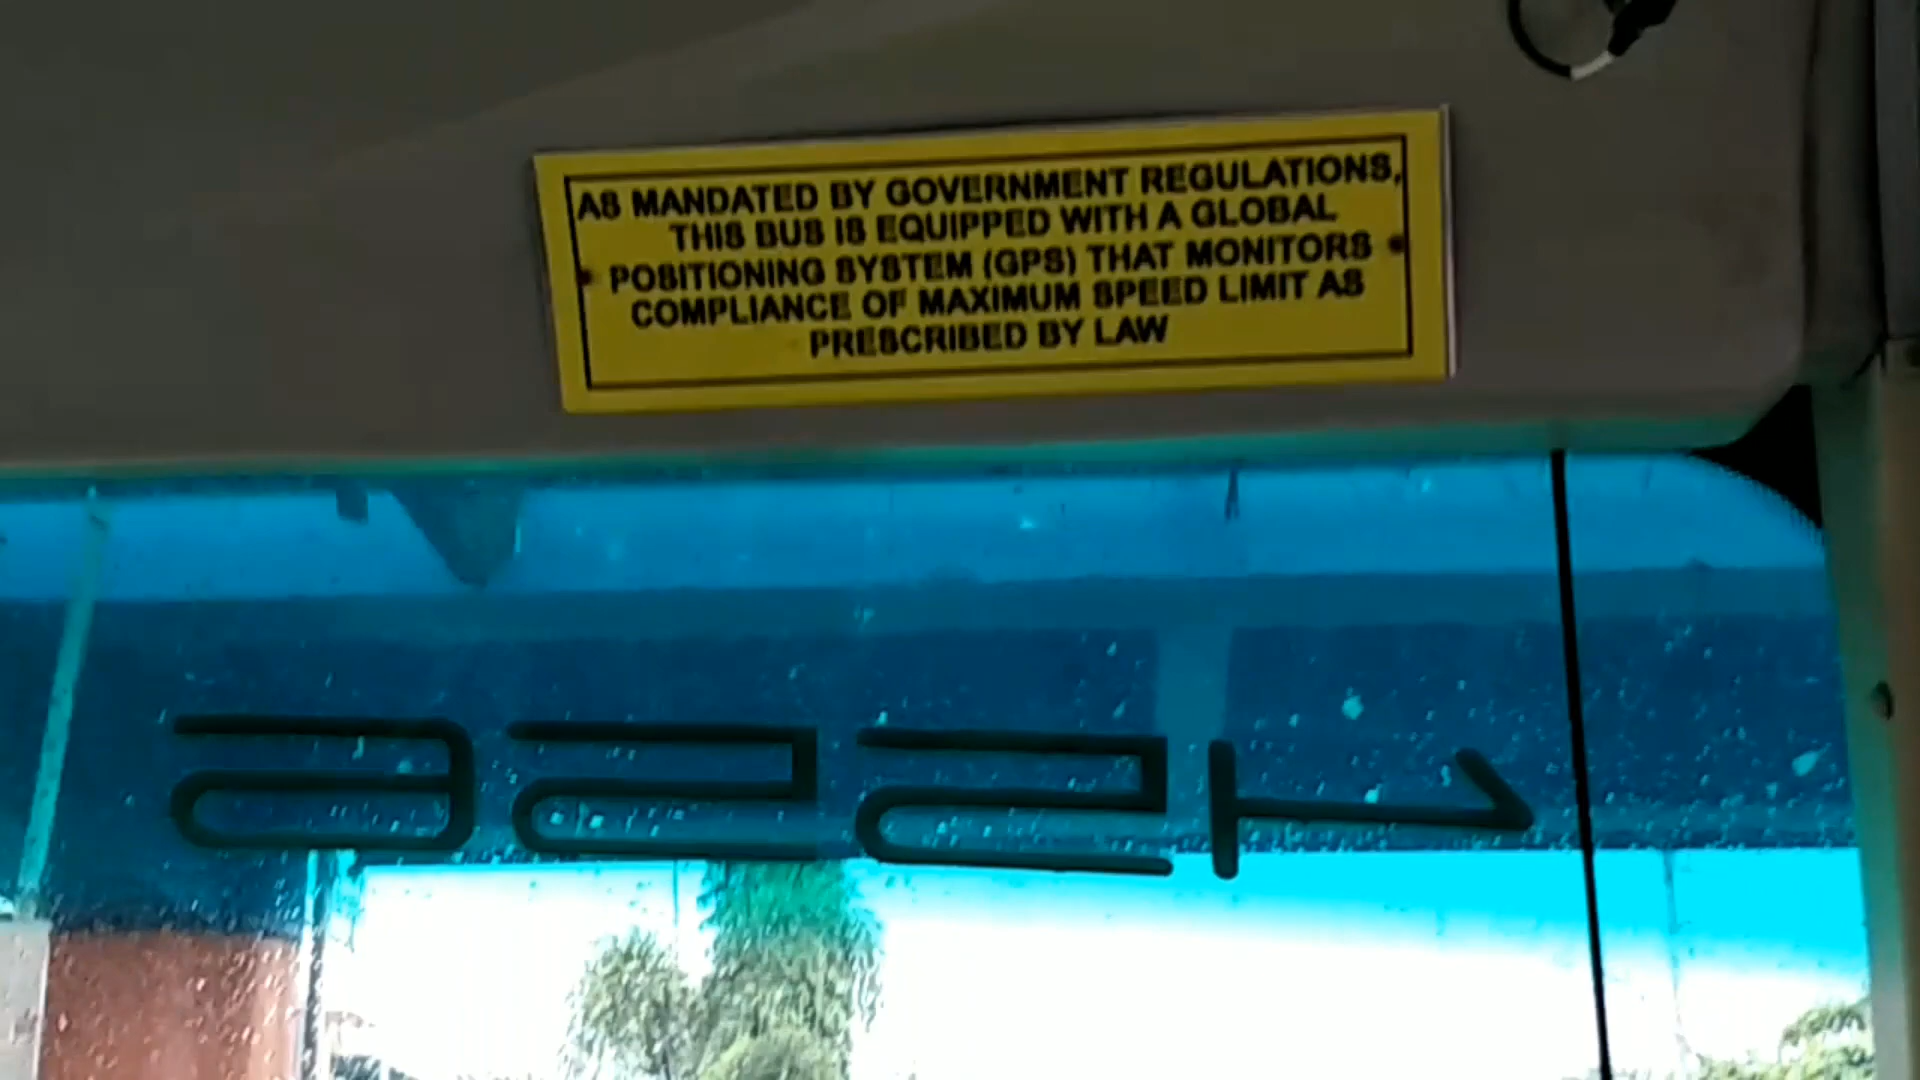 AS MANDATED BY GOVERNMENT REGULATIONS,
THIS BUS IS EQUIPPED WITH A GLOBAL
POSITIONING SYSTEM (GPS) THAT MONITORS
COMPLIANCE OF MAXIMUM SPEED LIMIT AS
PRESCRIBED BY LAW
4556